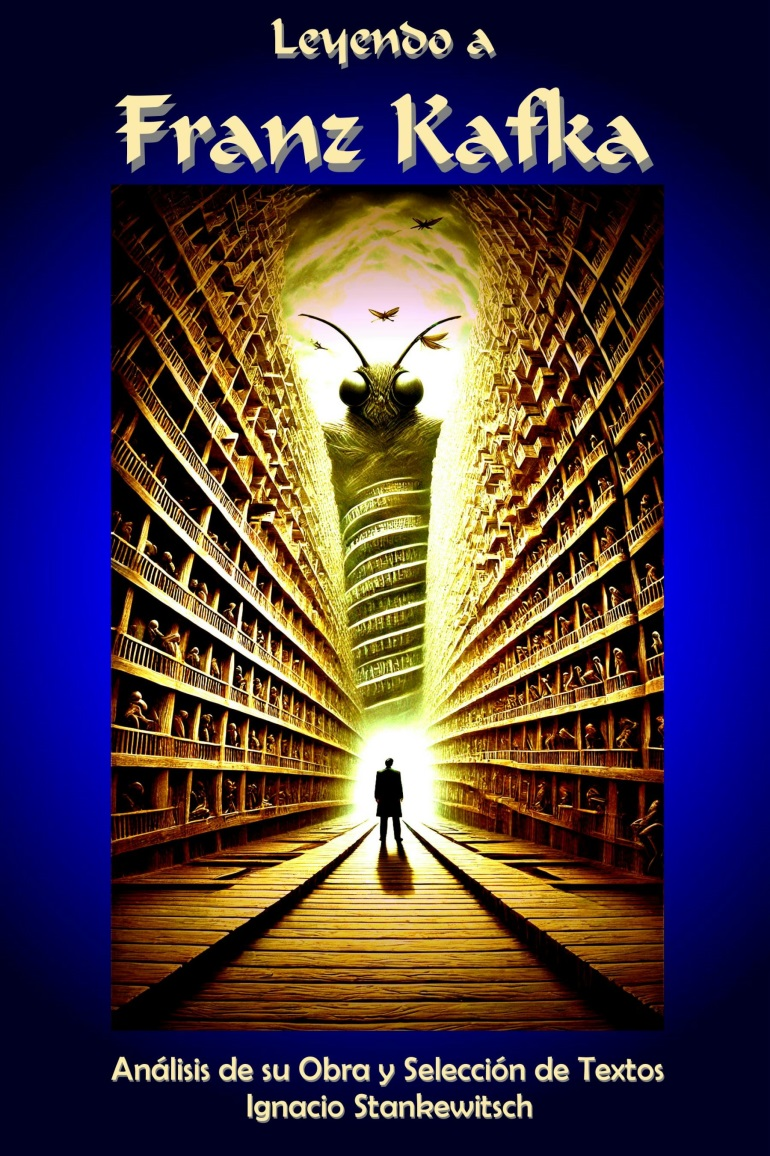 Leyendo a
Franz Kafka
Análisis de su Obra y Selección de Textos
Ignacio Stankewitsch